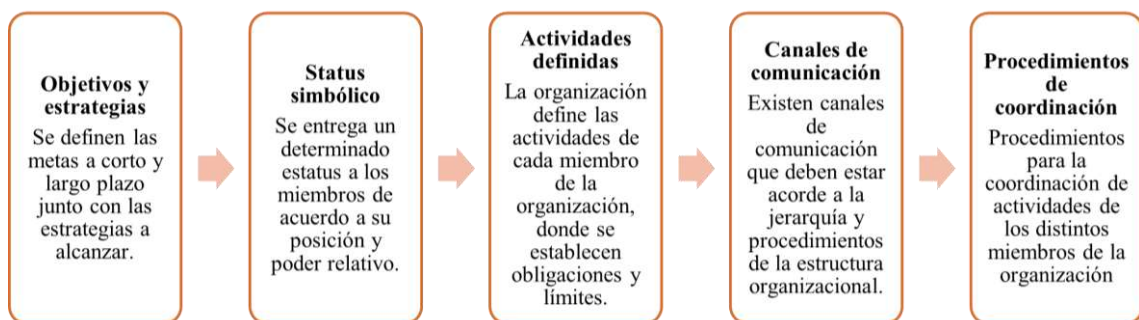 Objetivos y
estrategias
Se definen las
metas a corto y
largo plazo
junto con las
estrategias a
alcanzar.
Status
simbólico
Se entrega un
determinado
estatus a los
miembros de
acuerdo a su
posición y
poder relativo.
Actividades
definidas
La organización
define las
actividades de
cada miembro
de la
organización,
donde se
establecen
obligaciones y
límites.
Canales de
comunicación
Existen canales
de
comunicación
que deben estar
acorde a la
jerarquía y
procedimientos
de la estructura
organizacional.
Procedimientos
de
coordinación
Procedimientos
para la
coordinación de
actividades de
los distintos
miembros de la
organización